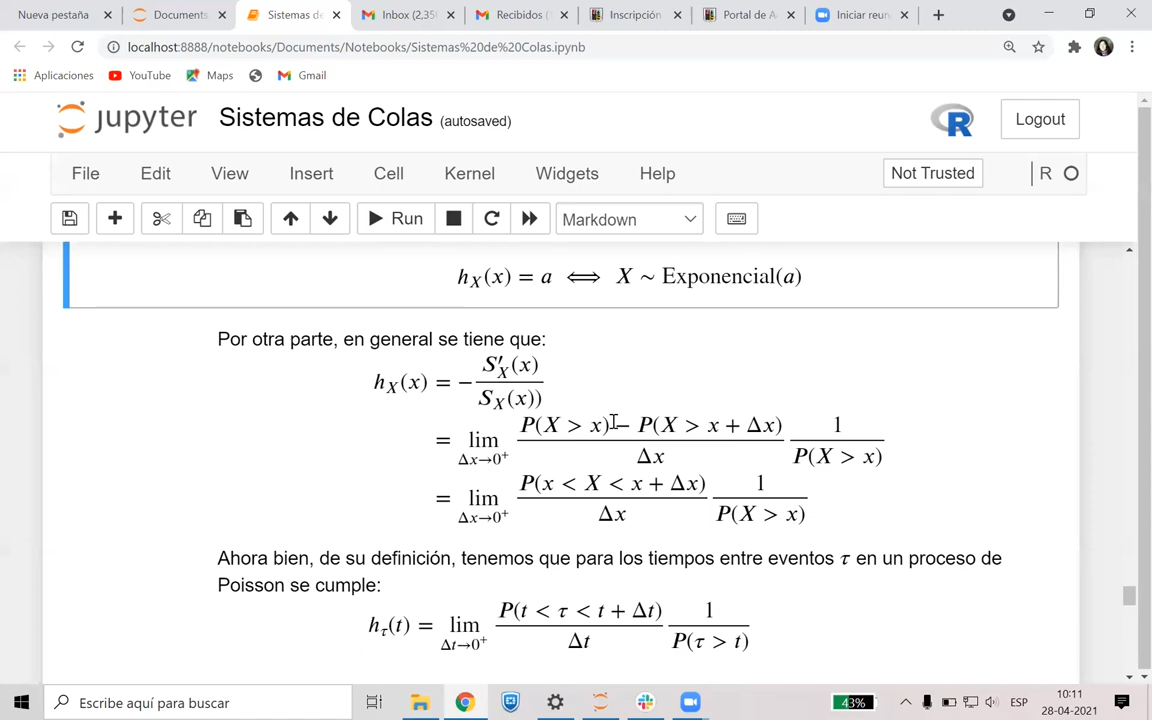 Nueva pestaña
Documents
Sistemas de
Inbox (2,35
Recibidos (
Inscripción
Portal de A
Iniciar reun
localhost:8888/notebooks/Documents/Notebooks/Sistemas%20de%20Colas.ipynb
Aplicaciones YouTube Maps Gmail
jupyter Sistemas de Colas (autosaved) R Logout
File Edit View Insert Cell Kernel Widgets Help Not Trusted R
Run Markdown
h_X(x) = a ⟺ X ∼ Exponencial(a)
Por otra parte, en general se tiene que:
h_X(x) = − S′_X(x) / S_X(x))
= lim Δx→0⁺ P(X > x) − P(X > x + Δx) / Δx 1 / P(X > x)
= lim Δx→0⁺ P(x < X < x + Δx) / Δx 1 / P(X > x)
Ahora bien, de su definición, tenemos que para los tiempos entre eventos τ en un proceso de
Poisson se cumple:
h_τ(t) = lim Δt→0⁺ P(t < τ < t + Δt) / Δt 1 / P(τ > t)
Escribe aquí para buscar
43%
ESP
10:11
28-04-2021